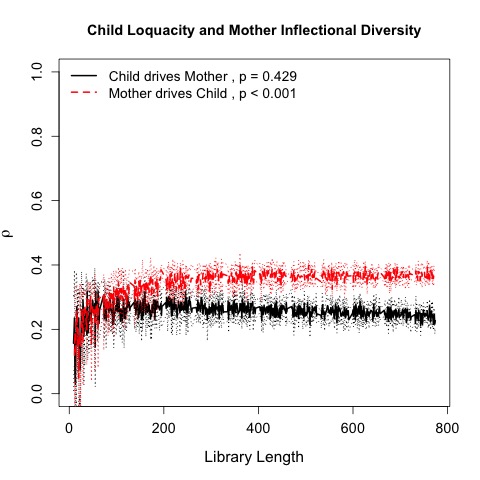 Child Loquacity and Mother Inflectional Diversity
Child drives Mother , p = 0.429
Mother drives Child , p < 0.001
1.0
0.8
0.6
0.4
0.2
0.0
ρ
0 200 400 600 800
Library Length